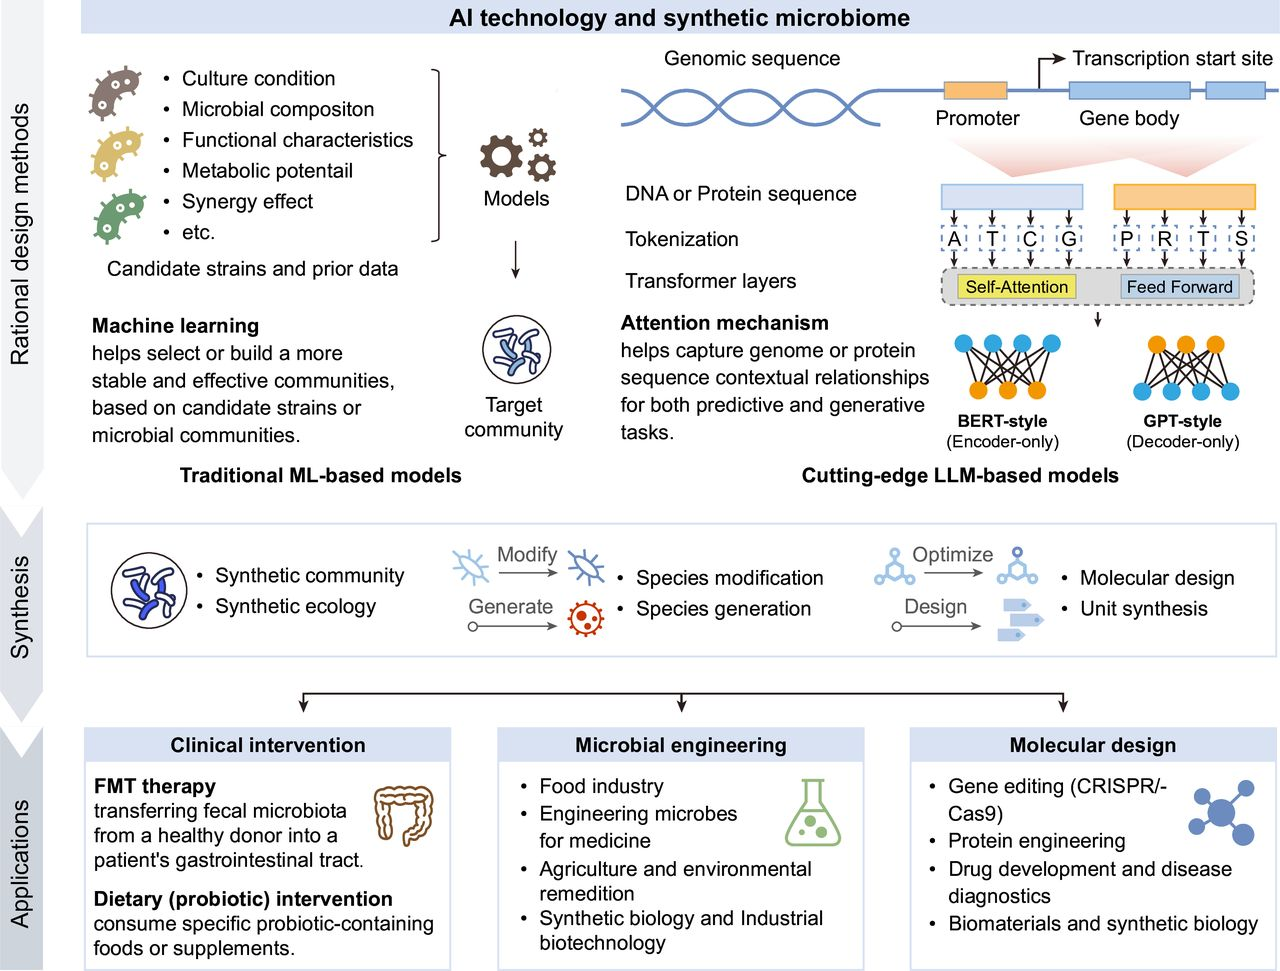 AI technology and synthetic microbiome
Rational design methods
• Culture condition
• Microbial compositon
• Functional characteristics
• Metabolic potentail
• Synergy effect
• etc.
Candidate strains and prior data
Models
Machine learning
helps select or build a more
stable and effective communities,
based on candidate strains or
microbial communities.
Target
community
Traditional ML-based models
Genomic sequence
Transcription start site
Promoter
Gene body
DNA or Protein sequence
Tokenization
A T C G P R T S
Transformer layers
Self-Attention
Feed Forward
Attention mechanism
helps capture genome or protein
sequence contextual relationships
for both predictive and generative
tasks.
BERT-style
(Encoder-only)
GPT-style
(Decoder-only)
Cutting-edge LLM-based models
Synthesis
• Synthetic community
• Synthetic ecology
Modify
Generate
• Species modification
• Species generation
Optimize
Design
• Molecular design
• Unit synthesis
Applications
Clinical intervention
FMT therapy
transferring fecal microbiota
from a healthy donor into a
patient's gastrointestinal tract.
Dietary (probiotic) intervention
consume specific probiotic-containing
foods or supplements.
Microbial engineering
• Food industry
• Engineering microbes
for medicine
• Agriculture and environmental
remedition
• Synthetic biology and Industrial
biotechnology
Molecular design
• Gene editing (CRISPR/-
Cas9)
• Protein engineering
• Drug development and disease
diagnostics
• Biomaterials and synthetic biology